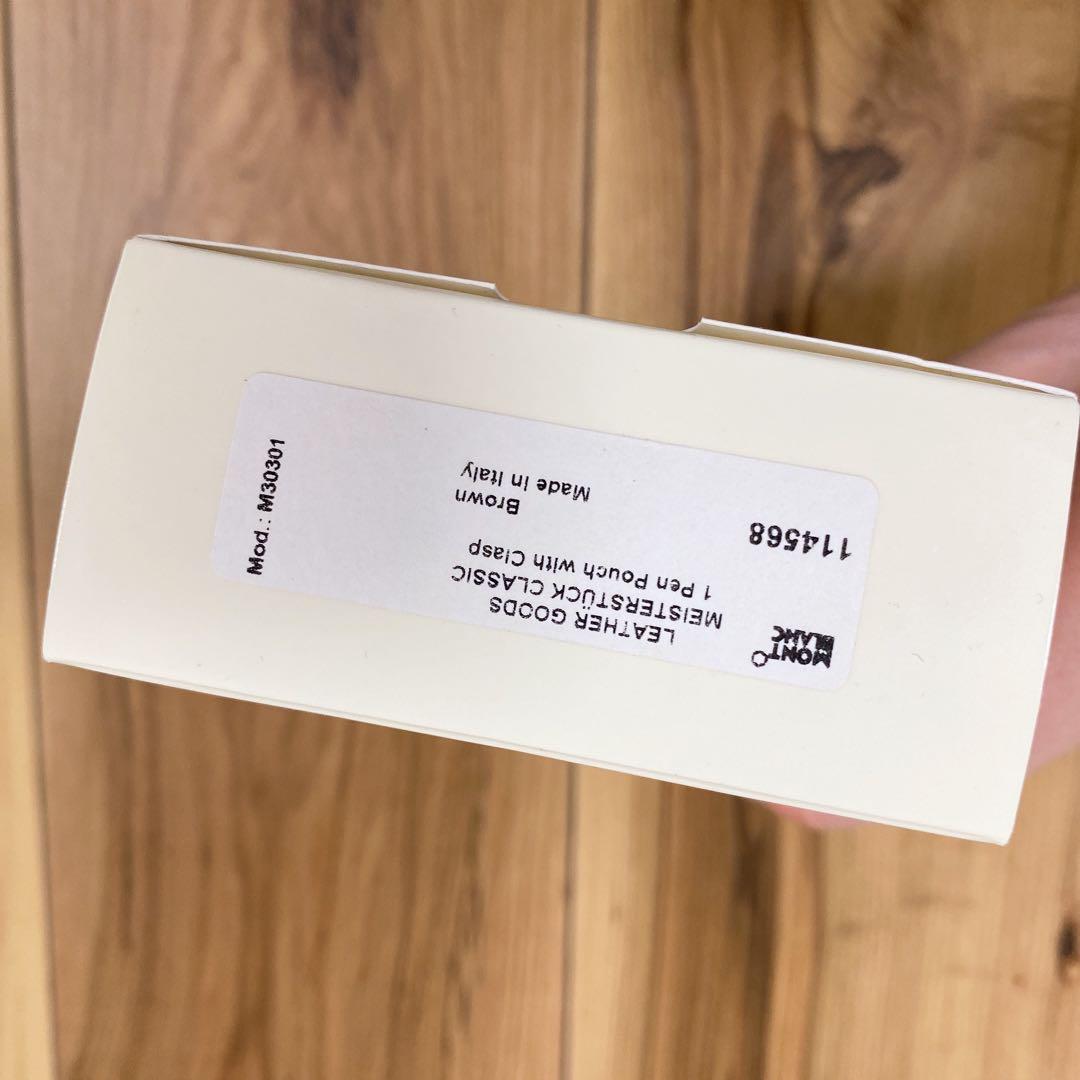 MONT
BLANC
LEATHER GOODS
MEISTERSTÜCK CLASSIC
1 Pen Pouch with Clasp
114568
Brown
Made in Italy
Mod.: M30301